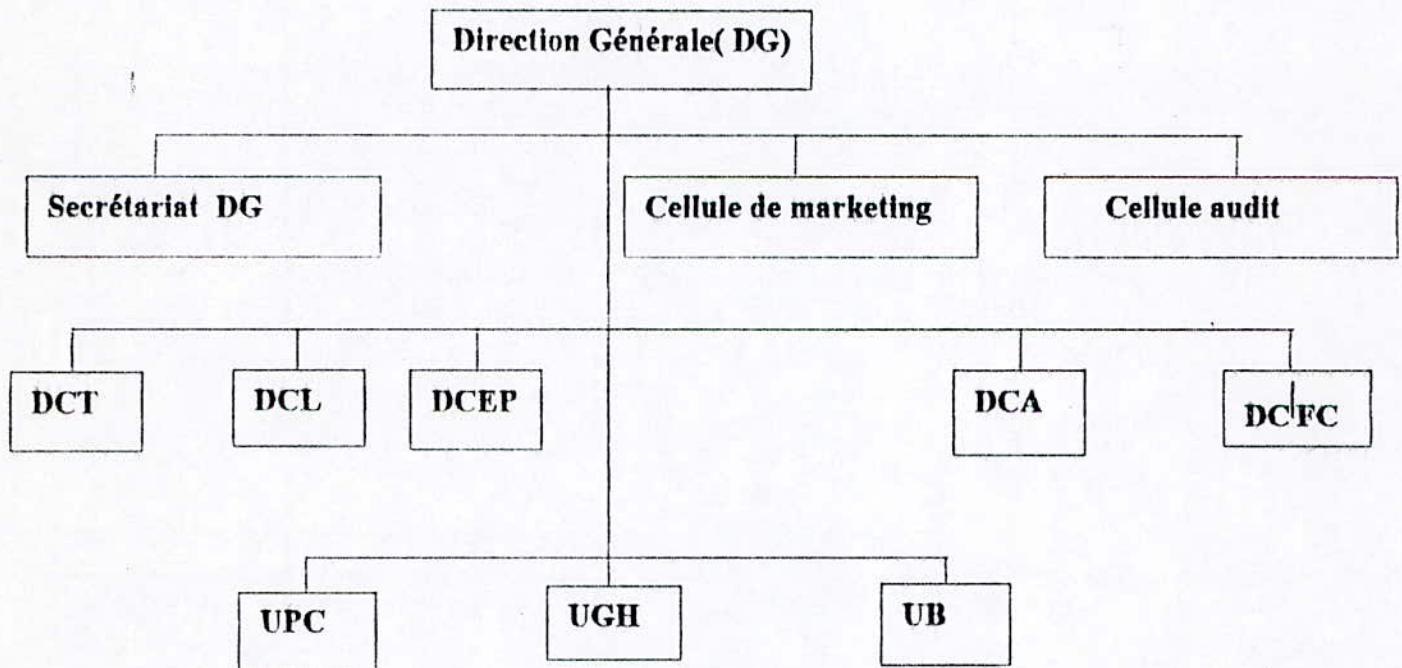 Direction Générale( DG)
Secrétariat DG
Cellule de marketing
Cellule audit
DCT
DCL
DCEP
DCA
DCFC
UPC
UGH
UB